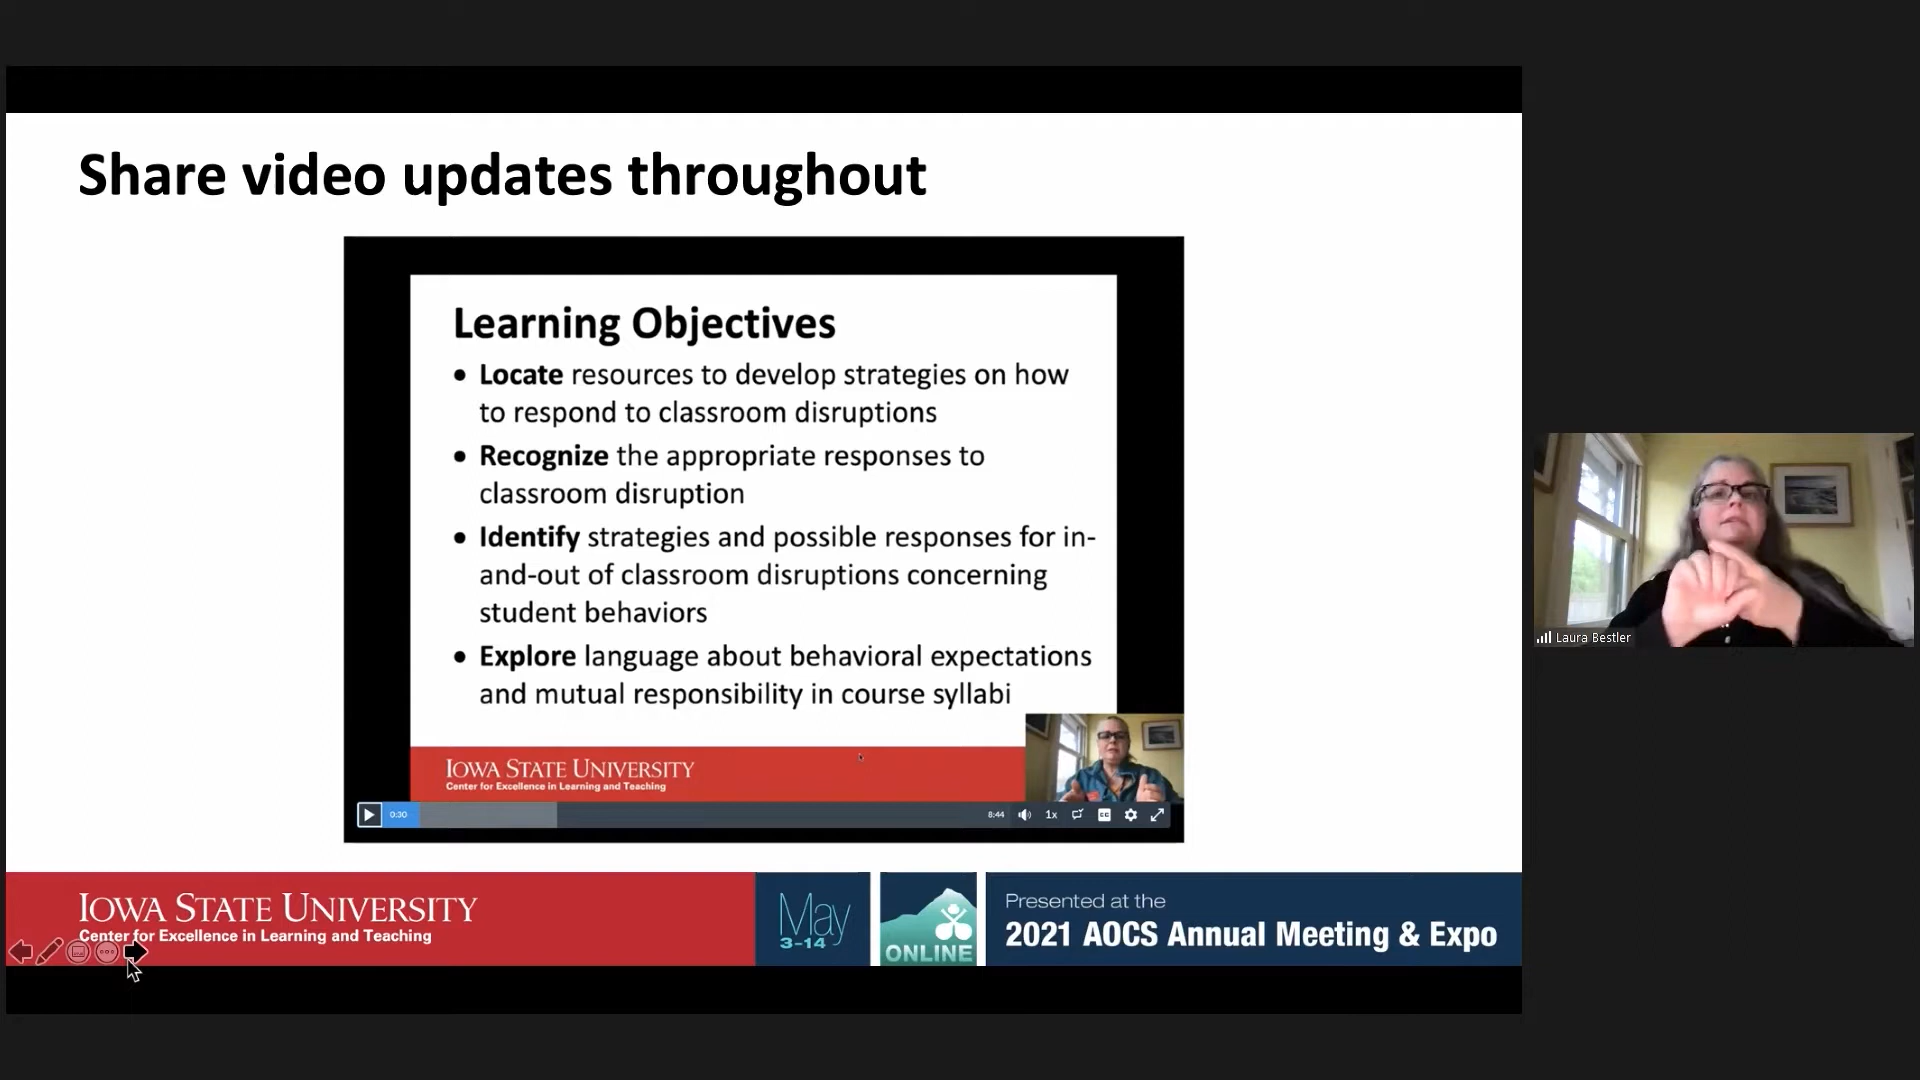 Share video updates throughout
Learning Objectives
• Locate resources to develop strategies on how
to respond to classroom disruptions
• Recognize the appropriate responses to
classroom disruption
• Identify strategies and possible responses for in-
and-out of classroom disruptions concerning
student behaviors
• Explore language about behavioral expectations
and mutual responsibility in course syllabi
IOWA STATE UNIVERSITY
Center for Excellence in Learning and Teaching
0:30
8:44
1x
CC
Laura Bestler
IOWA STATE UNIVERSITY
Center for Excellence in Learning and Teaching
May
3-14
ONLINE
Presented at the
2021 AOCS Annual Meeting & Expo